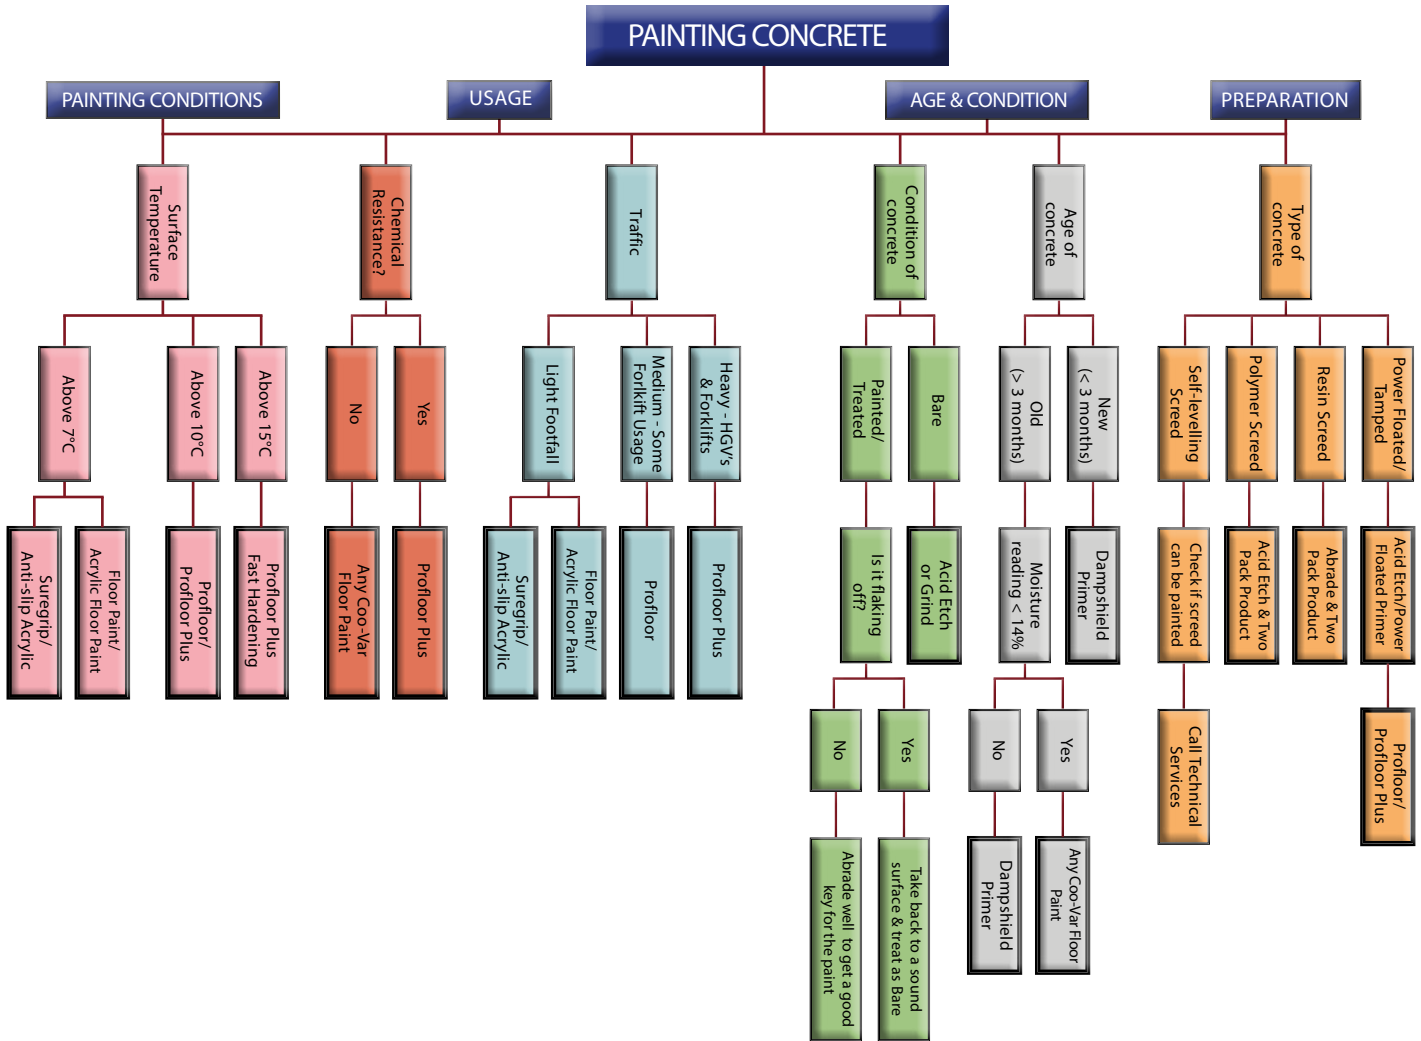 PAINTING CONCRETE
PAINTING CONDITIONS
USAGE
AGE & CONDITION
PREPARATION
Surface
Temperature
Chemical
Resistance?
Traffic
Condition of
concrete
Age of
concrete
Type of
concrete
Above 7°C
Above 10°C
Above 15°C
No
Yes
Light Footfall
Medium - Some
Forlkift Usage
Heavy - HGV's
& Forklifts
Painted/
Treated
Bare
Old
(> 3 months)
New
(< 3 months)
Self-levelling
Screed
Polymer Screed
Resin Screed
Power Floated/
Tamped
Suregrip/
Anti-slip Acrylic
Floor Paint/
Acrylic Floor Paint
Profloor/
Profloor Plus
Profloor Plus
Fast Hardening
Any Coo-Var
Floor Paint
Profloor Plus
Suregrip/
Anti-slip Acrylic
Floor Paint/
Acrylic Floor Paint
Profloor
Profloor Plus
Is it flaking
off?
Acid Etch
or Grind
Moisture
reading < 14%
Dampshield
Primer
Check if screed
can be painted
Acid Etch & Two
Pack Product
Abrade & Two
Pack Product
Acid Etch/Power
Floated Primer
No
Yes
No
Yes
Call Technical
Services
Profloor/
Profloor Plus
Abrade well to get a good
key for the paint
Take back to a sound
surface & treat as Bare
Dampshield
Primer
Any Coo-Var Floor
Paint